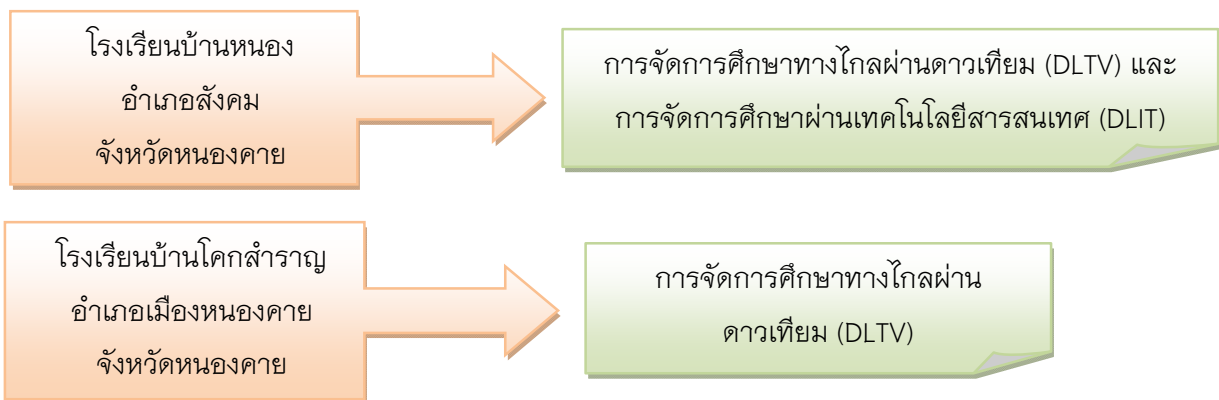 โรงเรียนบ้านหนอง
อำเภอสังคม
จังหวัดหนองคาย
การจัดการศึกษาทางไกลผ่านดาวเทียม (DLTV) และ
การจัดการศึกษาผ่านเทคโนโลยีสารสนเทศ (DLIT)
โรงเรียนบ้านโคกสำราญ
อำเภอเมืองหนองคาย
จังหวัดหนองคาย
การจัดการศึกษาทางไกลผ่าน
ดาวเทียม (DLTV)